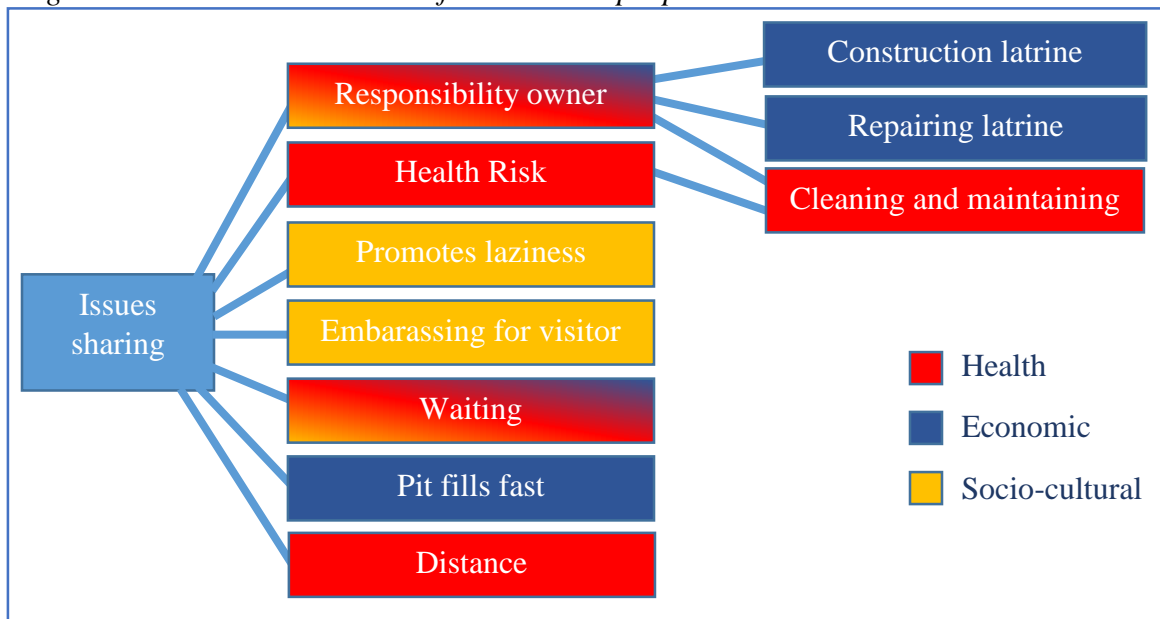 Construction latrine
Responsibility owner
Repairing latrine
Health Risk
Cleaning and maintaining
Promotes laziness
Issues
sharing
Embarassing for visitor
Health
Waiting
Economic
Pit fills fast
Socio-cultural
Distance